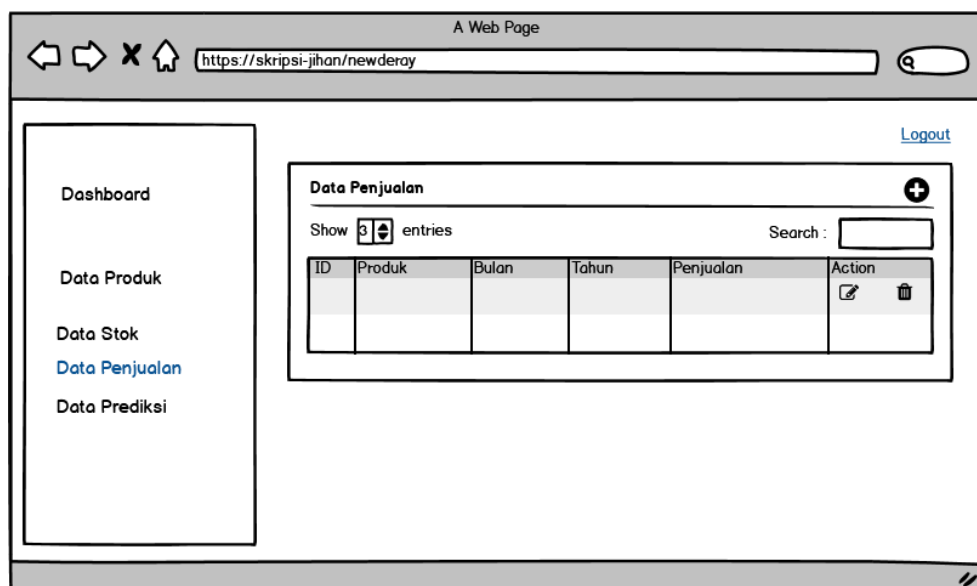 A Web Page
https://skripsi-jihan/newderay
Logout
Dashboard
Data Produk
Data Stok
Data Penjualan
Data Prediksi
Data Penjualan
Show 3 entries
Search :
ID Produk Bulan Tahun Penjualan Action